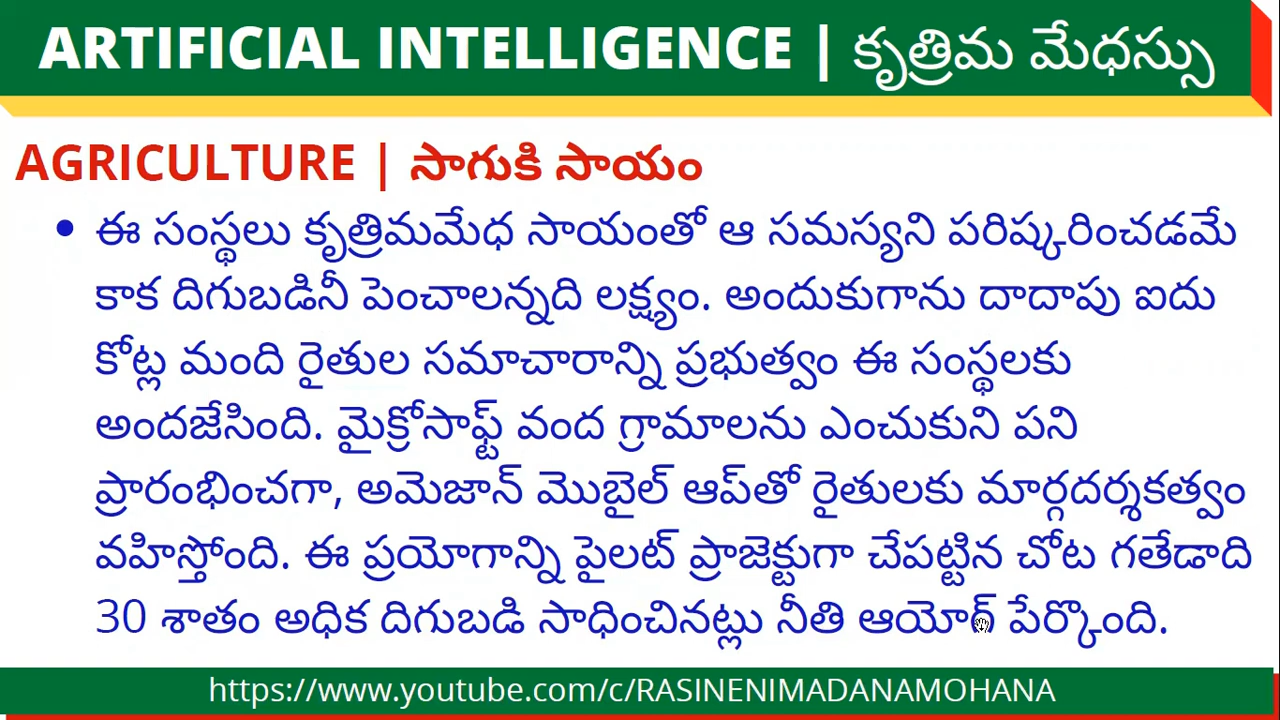 ARTIFICIAL INTELLIGENCE | కృత్రిమ మేధస్సు
AGRICULTURE | సాగుకి సాయం
• ఈ సంస్థలు కృత్రిమమేధ సాయంతో ఆ సమస్యని పరిష్కరించడమే
కాక దిగుబడినీ పెంచాలన్నది లక్ష్యం. అందుకుగాను దాదాపు ఐదు
కోట్ల మంది రైతుల సమాచారాన్ని ప్రభుత్వం ఈ సంస్థలకు
అందజేసింది. మైక్రోసాఫ్ట్ వంద గ్రామాలను ఎంచుకుని పని
ప్రారంభించగా, అమెజాన్ మొబైల్ ఆప్‌తో రైతులకు మార్గదర్శకత్వం
వహిస్తోంది. ఈ ప్రయోగాన్ని పైలట్ ప్రాజెక్టుగా చేపట్టిన చోట గతేడాది
30 శాతం అధిక దిగుబడి సాధించినట్లు నీతి ఆయోగ్ పేర్కొంది.
https://www.youtube.com/c/RASINENIMADANAMOHANA